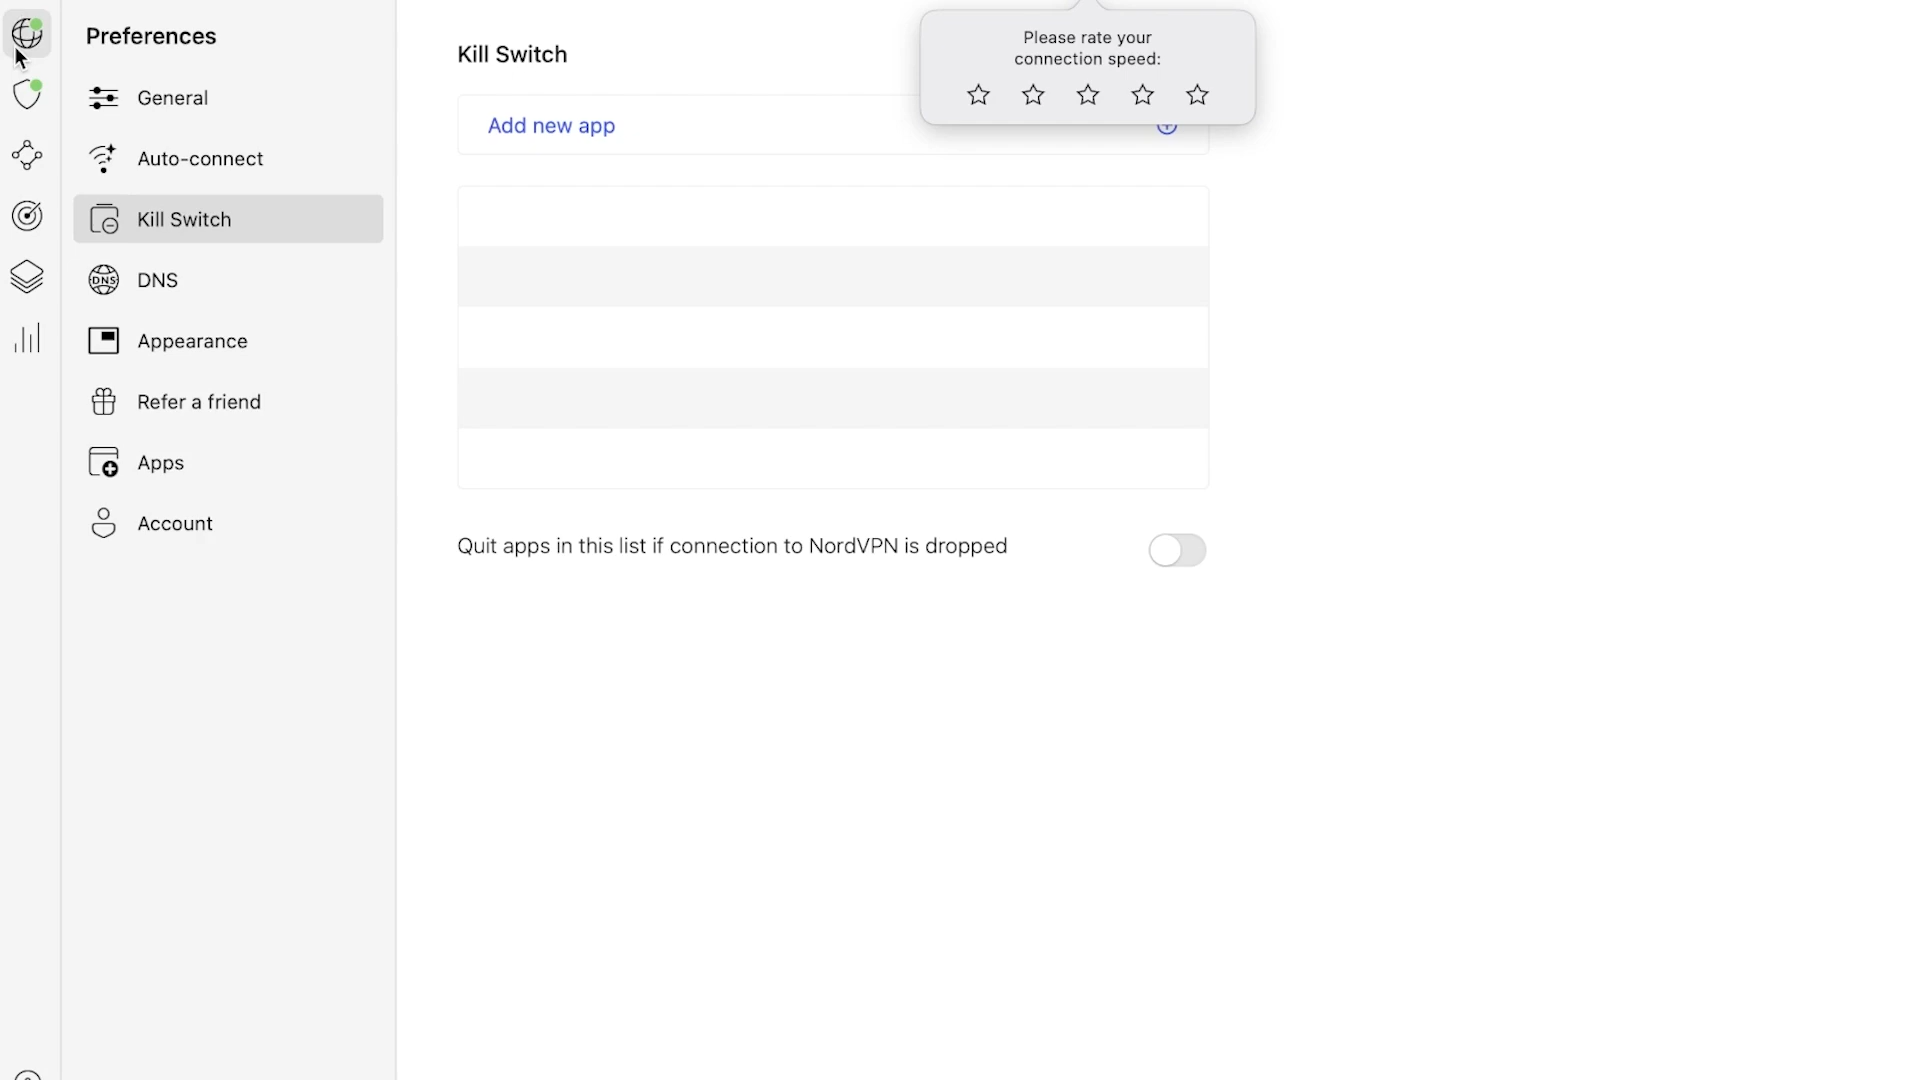 Preferences
General
Auto-connect
Kill Switch
DNS
DNS
Appearance
Refer a friend
Apps
Account
Kill Switch
Add new app
Please rate your
connection speed:
Quit apps in this list if connection to NordVPN is dropped